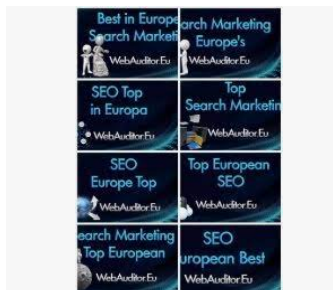 Best in Europe
Search Marketi
WebAuditor.Eu
arch Marketing
Europe's
WebAuditor.Eu
SEO Top
in Europa
WebAuditor.Eu
Top
Search Marketin
WebAuditor.Eu
SEO
Europe Top
WebAuditor.Eu
Top European
SEO
WebAuditor.Eu
earch Marketing
Top European
WebAuditor.Eu
SEO
uropean Best
WebAuditor.Eu